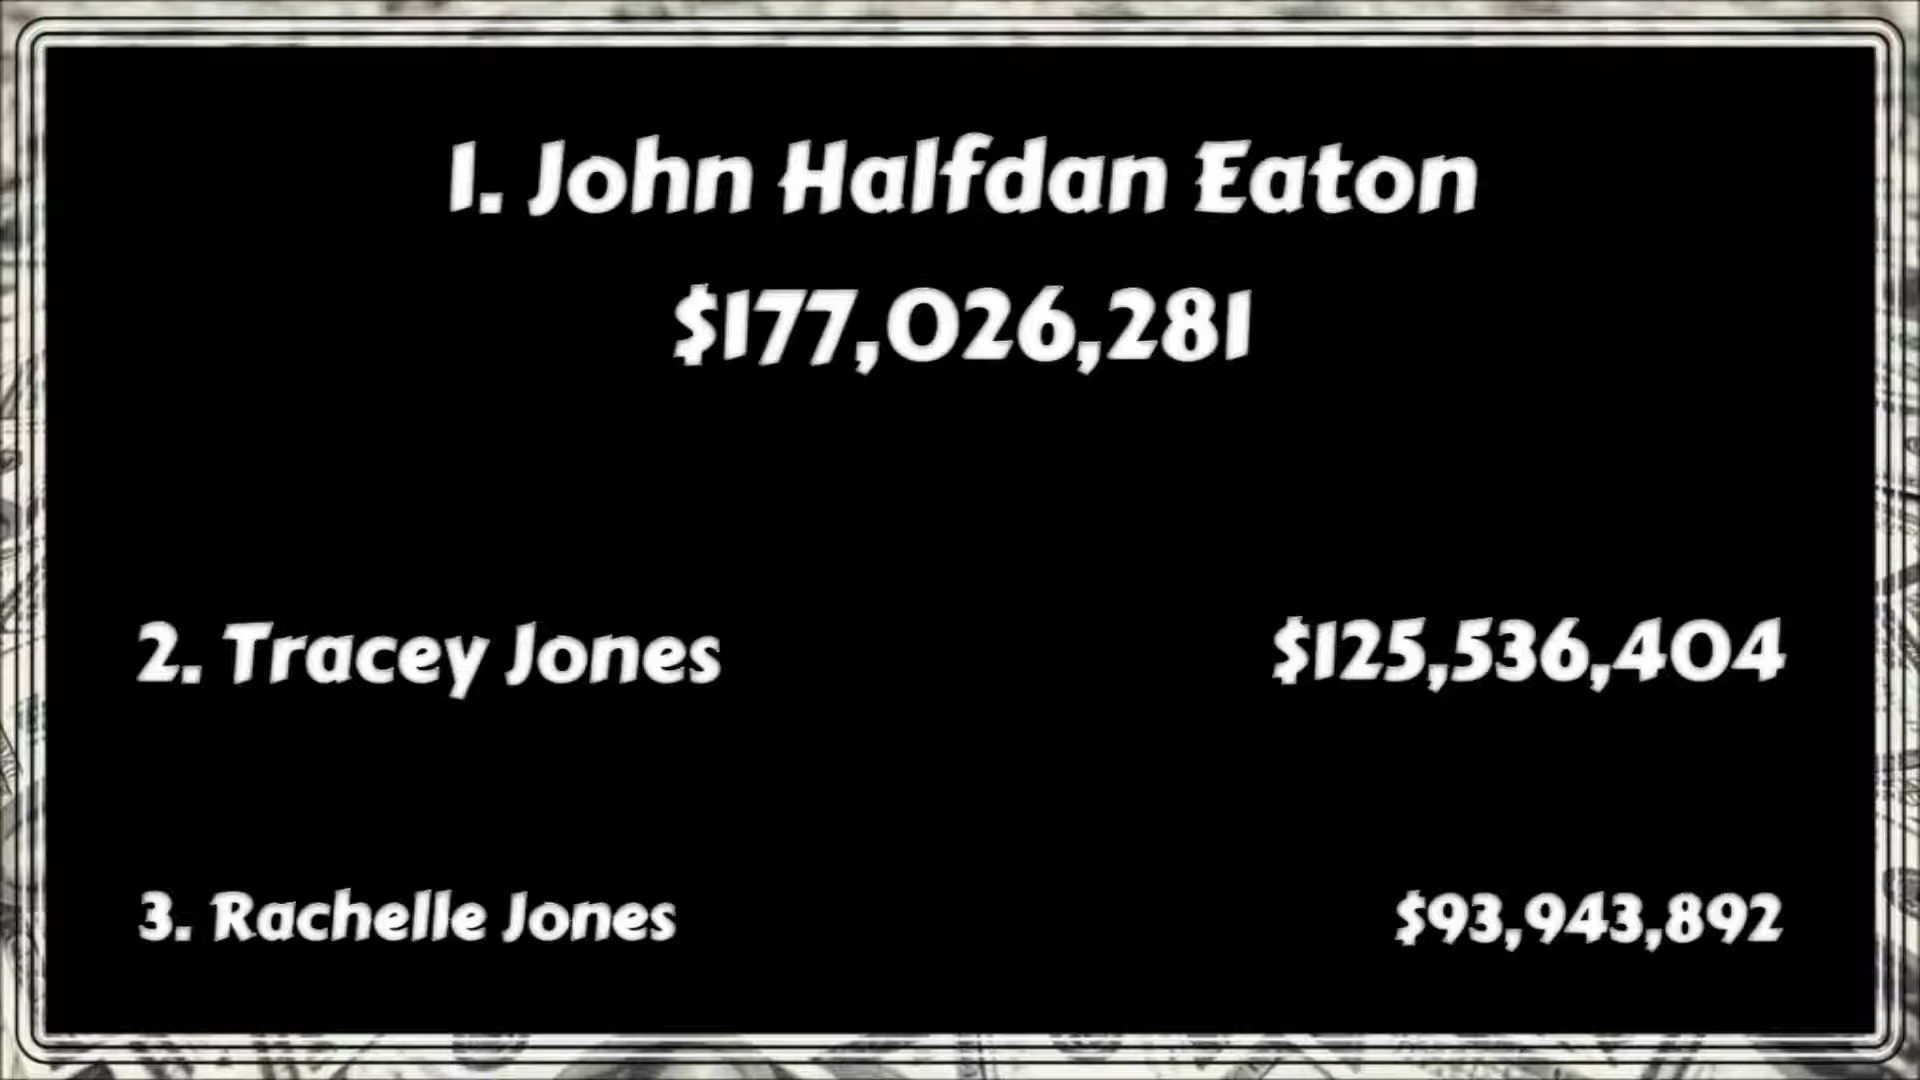 1. John Halfdan Eaton
$177,026,281
2. Tracey Jones $125,536,404
3. Rachelle Jones $93,943,892